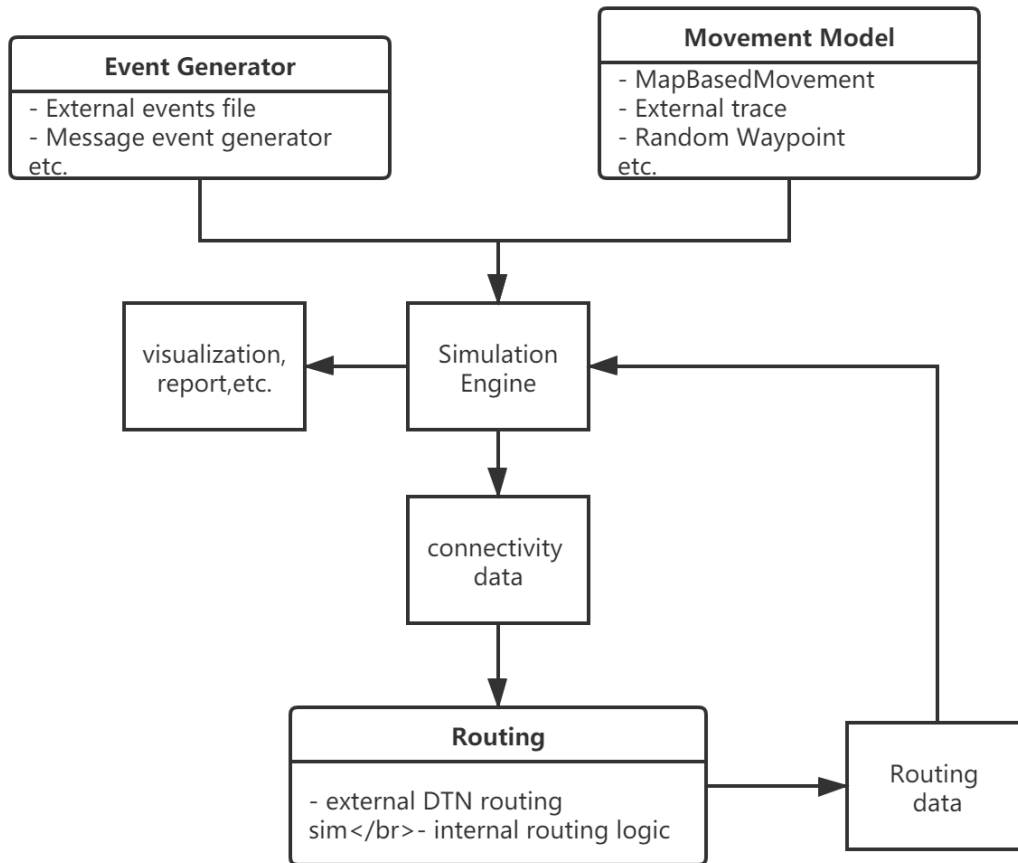 Event Generator
- External events file
- Message event generator
etc.
Movement Model
- MapBasedMovement
- External trace
- Random Waypoint
etc.
visualization,
report,etc.
Simulation
Engine
connectivity
data
Routing
- external DTN routing
sim</br>- internal routing logic
Routing
data